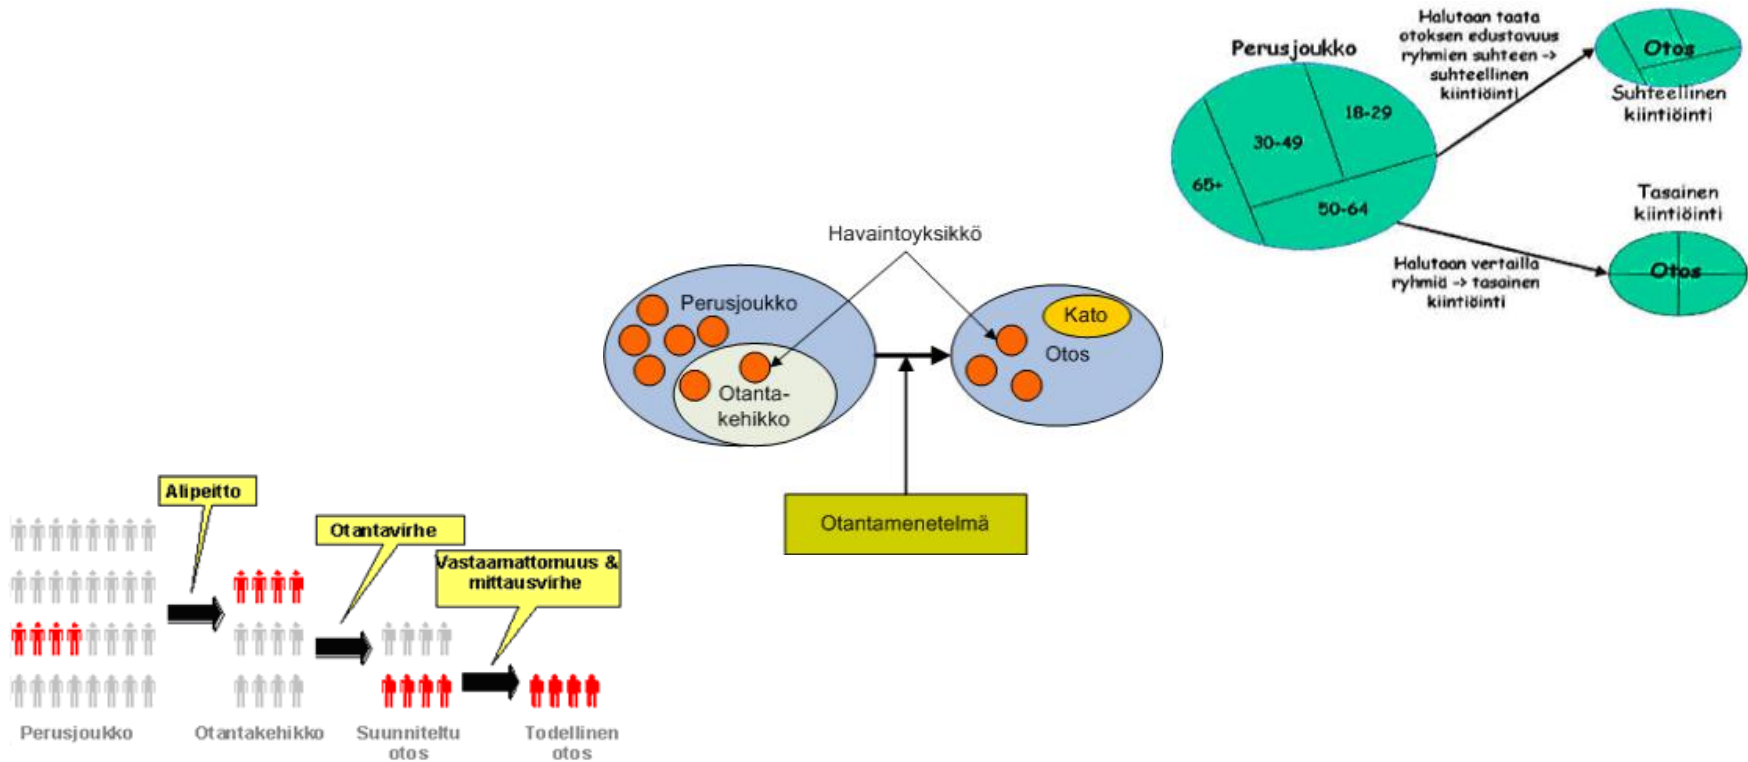 Perusjoukko
65+
30-49
18-29
50-64
Halutaan taata
otoksen edustavuus
ryhmien suhteen ->
suhteellinen
kiintiöinti
Otos
Suhteellinen
kiintiöinti
Halutaan vertailla
ryhmiä -> tasainen
kiintiöinti
Tasainen
kiintiöinti
Otos
Havaintoyksikkö
Perusjoukko
Otanta-
kehikko
Kato
Otos
Otantamenetelmä
Alipeitto
Otantavirhe
Vastaamattomuus &
mittausvirhe
Perusjoukko
Otantakehikko
Suunniteltu
otos
Todellinen
otos